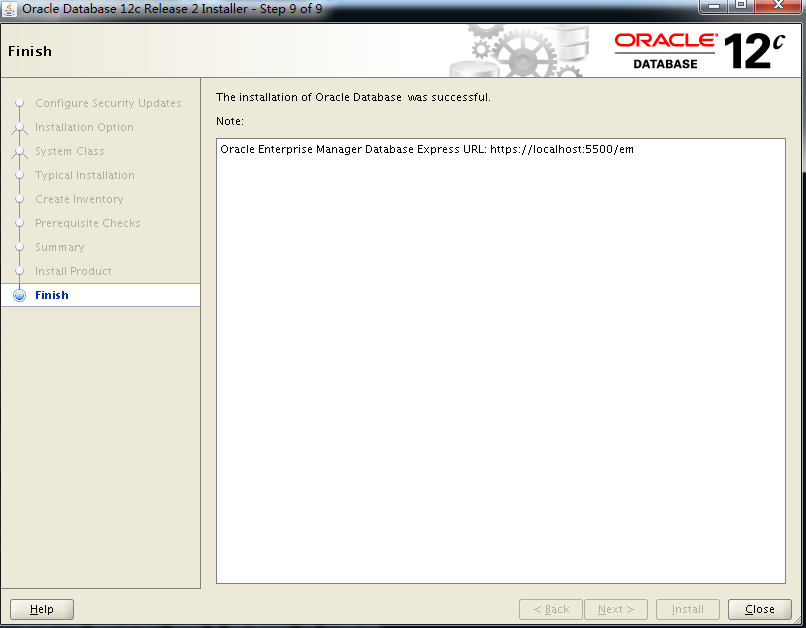 Oracle Database 12c Release 2 Installer - Step 9 of 9
Finish
ORACLE
DATABASE
12c
Configure Security Updates
Installation Option
System Class
Typical Installation
Create Inventory
Prerequisite Checks
Summary
Install Product
Finish
The installation of Oracle Database  was successful.
Note:
Oracle Enterprise Manager Database Express URL: https://localhost:5500/em
Help
< Back
Next >
Install
Close